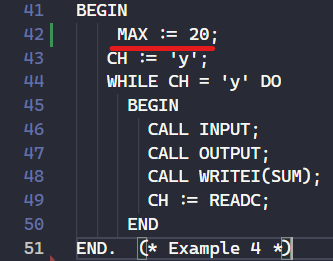 41 BEGIN
42 MAX := 20;
43 CH := 'y';
44 WHILE CH = 'y' DO
45 BEGIN
46 CALL INPUT;
47 CALL OUTPUT;
48 CALL WRITEI(SUM);
49 CH := READC;
50 END
51 END. (* Example 4 *)